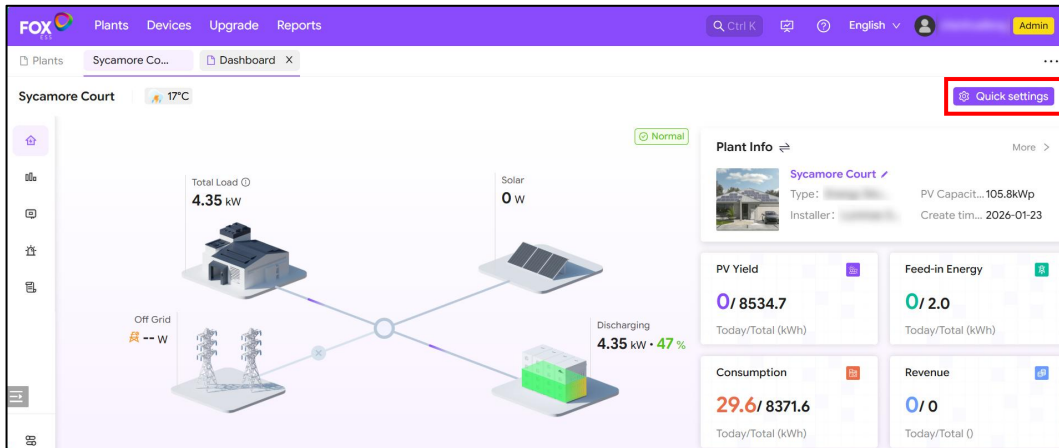 FOX ESS Plants Devices Upgrade Reports Ctrl K English Admin
Plants Sycamore Co... Dashboard X ...
Sycamore Court 17°C Quick settings
Normal
Total Load
4.35 kW
Solar
0 W
Off Grid
-- W
Discharging
4.35 kW · 47 %
Plant Info More >
Sycamore Court
Type: PV Capacit... 105.8kWp
Installer: Create tim... 2026-01-23
PV Yield
0/ 8534.7
Today/Total (kWh)
Feed-in Energy
0/ 2.0
Today/Total (kWh)
Consumption
29.6/ 8371.6
Today/Total (kWh)
Revenue
0/ 0
Today/Total ()